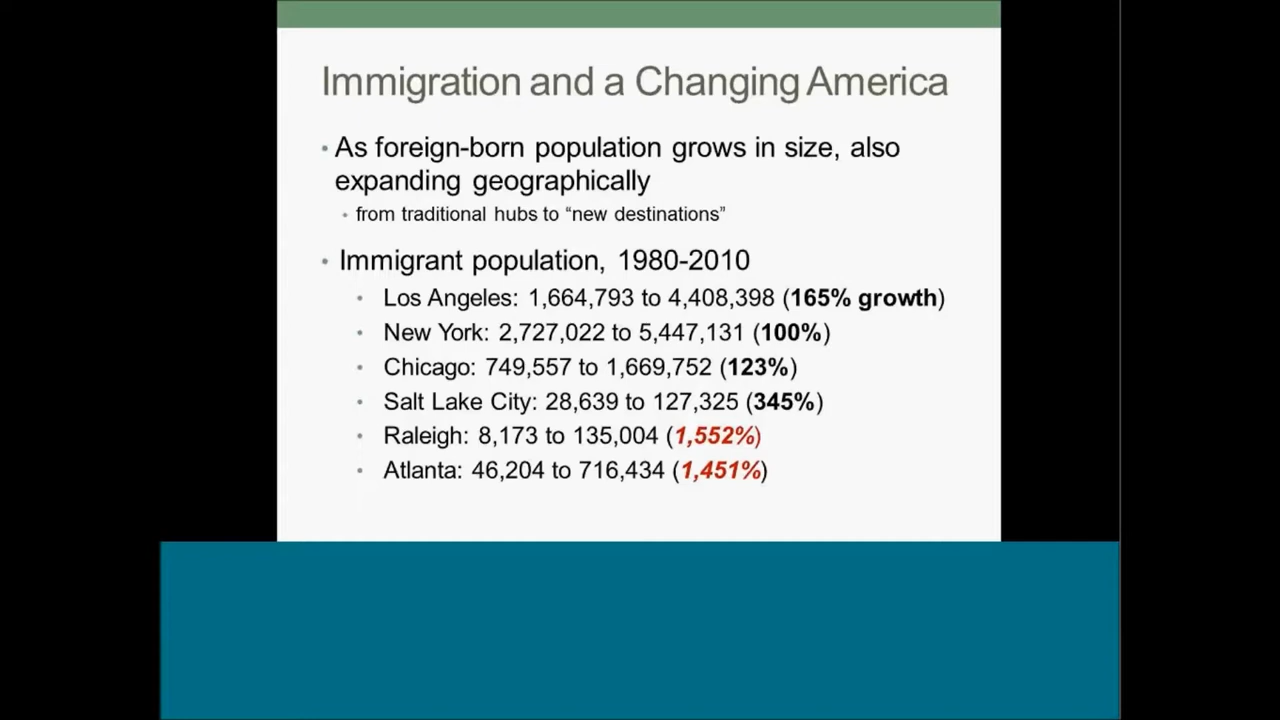 Immigration and a Changing America
• As foreign-born population grows in size, also
expanding geographically
• from traditional hubs to “new destinations”
• Immigrant population, 1980-2010
• Los Angeles: 1,664,793 to 4,408,398 (165% growth)
• New York: 2,727,022 to 5,447,131 (100%)
• Chicago: 749,557 to 1,669,752 (123%)
• Salt Lake City: 28,639 to 127,325 (345%)
• Raleigh: 8,173 to 135,004 (1,552%)
• Atlanta: 46,204 to 716,434 (1,451%)